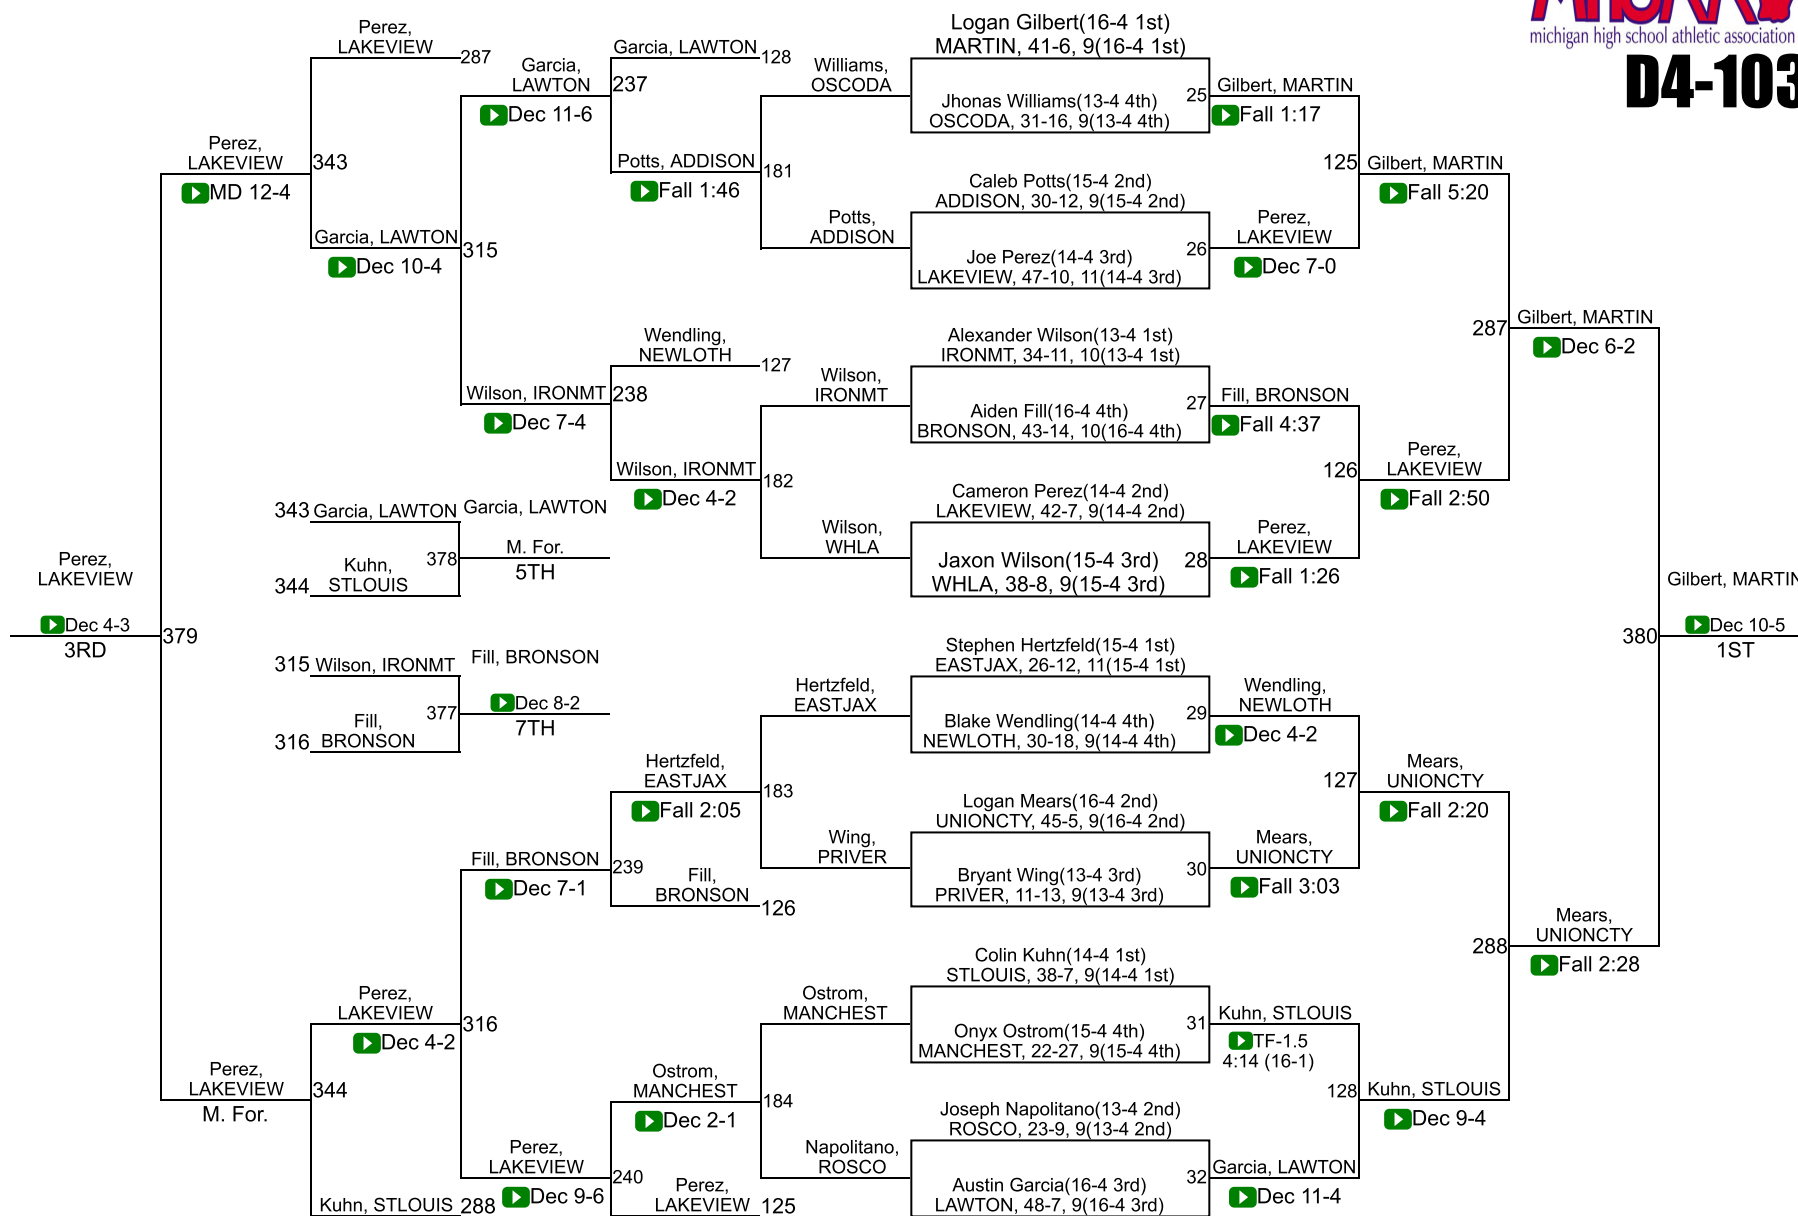 michigan high school athletic association
D4-103
Perez,
LAKEVIEW
287
Garcia, LAWTON
128
Garcia,
LAWTON
237
Dec 11-6
Williams,
OSCODA
Logan Gilbert(16-4 1st)
MARTIN, 41-6, 9(16-4 1st)
Jhonas Williams(13-4 4th)
OSCODA, 31-16, 9(13-4 4th)
25
Gilbert, MARTIN
Fall 1:17
Perez,
LAKEVIEW
343
MD 12-4
Potts, ADDISON
181
Fall 1:46
125
Gilbert, MARTIN
Fall 5:20
Caleb Potts(15-4 2nd)
ADDISON, 30-12, 9(15-4 2nd)
Potts,
ADDISON
Joe Perez(14-4 3rd)
LAKEVIEW, 47-10, 11(14-4 3rd)
26
Perez,
LAKEVIEW
Dec 7-0
Garcia, LAWTON
315
Dec 10-4
Wendling,
NEWLOTH
127
Alexander Wilson(13-4 1st)
IRONMT, 34-11, 10(13-4 1st)
287
Gilbert, MARTIN
Dec 6-2
Wilson, IRONMT
238
Dec 7-4
Wilson,
IRONMT
Aiden Fill(16-4 4th)
BRONSON, 43-14, 10(16-4 4th)
27
Fill, BRONSON
Fall 4:37
Wilson, IRONMT
182
Dec 4-2
126
Perez,
LAKEVIEW
Fall 2:50
Cameron Perez(14-4 2nd)
LAKEVIEW, 42-7, 9(14-4 2nd)
343
Garcia, LAWTON
Garcia, LAWTON
378
M. For.
5TH
Kuhn,
STLOUIS
344
Wilson,
WHLA
Jaxon Wilson(15-4 3rd)
WHLA, 38-8, 9(15-4 3rd)
28
Perez,
LAKEVIEW
Fall 1:26
Perez,
LAKEVIEW
Dec 4-3
3RD
379
Gilbert, MARTIN
380
Dec 10-5
1ST
315
Wilson, IRONMT
Fill, BRONSON
377
Dec 8-2
7TH
Fill,
BRONSON
316
Stephen Hertzfeld(15-4 1st)
EASTJAX, 26-12, 11(15-4 1st)
Hertzfeld,
EASTJAX
Blake Wendling(14-4 4th)
NEWLOTH, 30-18, 9(14-4 4th)
29
Wendling,
NEWLOTH
Dec 4-2
Hertzfeld,
EASTJAX
183
Fall 2:05
127
Mears,
UNIONCTY
Fall 2:20
Logan Mears(16-4 2nd)
UNIONCTY, 45-5, 9(16-4 2nd)
Wing,
PRIVER
Bryant Wing(13-4 3rd)
PRIVER, 11-13, 9(13-4 3rd)
30
Mears,
UNIONCTY
Fall 3:03
Fill, BRONSON
239
Dec 7-1
Fill,
BRONSON
126
288
Mears,
UNIONCTY
Fall 2:28
Colin Kuhn(14-4 1st)
STLOUIS, 38-7, 9(14-4 1st)
Perez,
LAKEVIEW
316
Dec 4-2
Ostrom,
MANCHEST
Onyx Ostrom(15-4 4th)
MANCHEST, 22-27, 9(15-4 4th)
31
Kuhn, STLOUIS
TF-1.5
4:14 (16-1)
Perez,
LAKEVIEW
344
M. For.
Ostrom,
MANCHEST
184
Dec 2-1
128
Kuhn, STLOUIS
Dec 9-4
Joseph Napolitano(13-4 2nd)
ROSCO, 23-9, 9(13-4 2nd)
Perez,
LAKEVIEW
240
Dec 9-6
Napolitano,
ROSCO
Austin Garcia(16-4 3rd)
LAWTON, 48-7, 9(16-4 3rd)
32
Garcia, LAWTON
Dec 11-4
Kuhn, STLOUIS
288
Perez,
LAKEVIEW
125